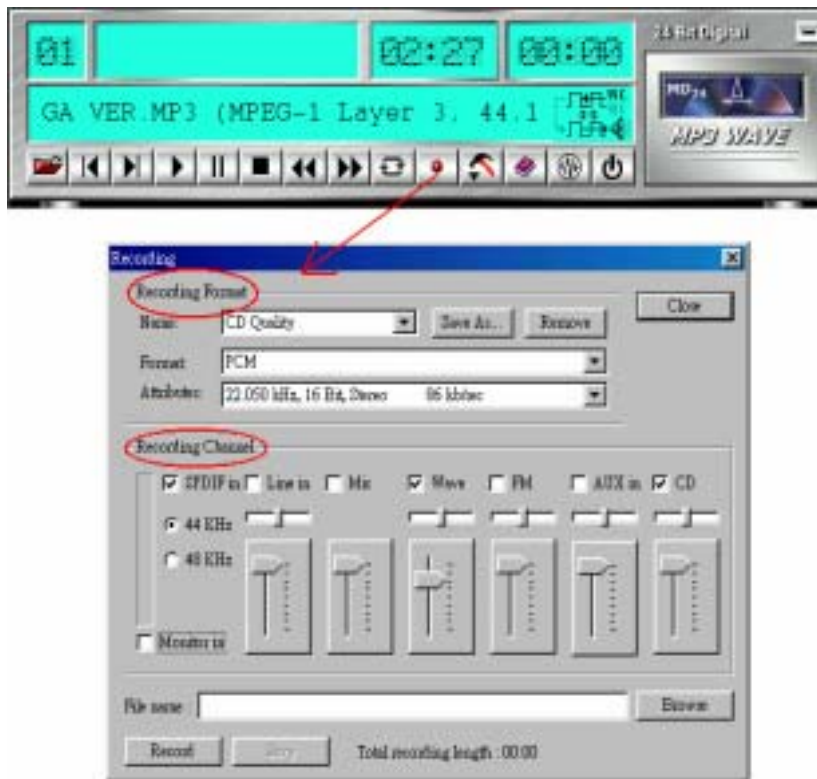 01 02:27 00:00
24 Bit Digital
GA VER.MP3 (MPEG-1 Layer 3, 44.1
MP3 WAVE
Recording
Recording Format
Close
Name: CD Quality Save As... Remove
Format: PCM
Attributes: 22.050 kHz, 16 Bit, Stereo 86 kb/sec
Recording Channel
SPDIF in Line in Mic Wave FM AUX in CD
44 KHz
48 KHz
Monitor in
File name Browse
Record Stop Total recording length : 00:00